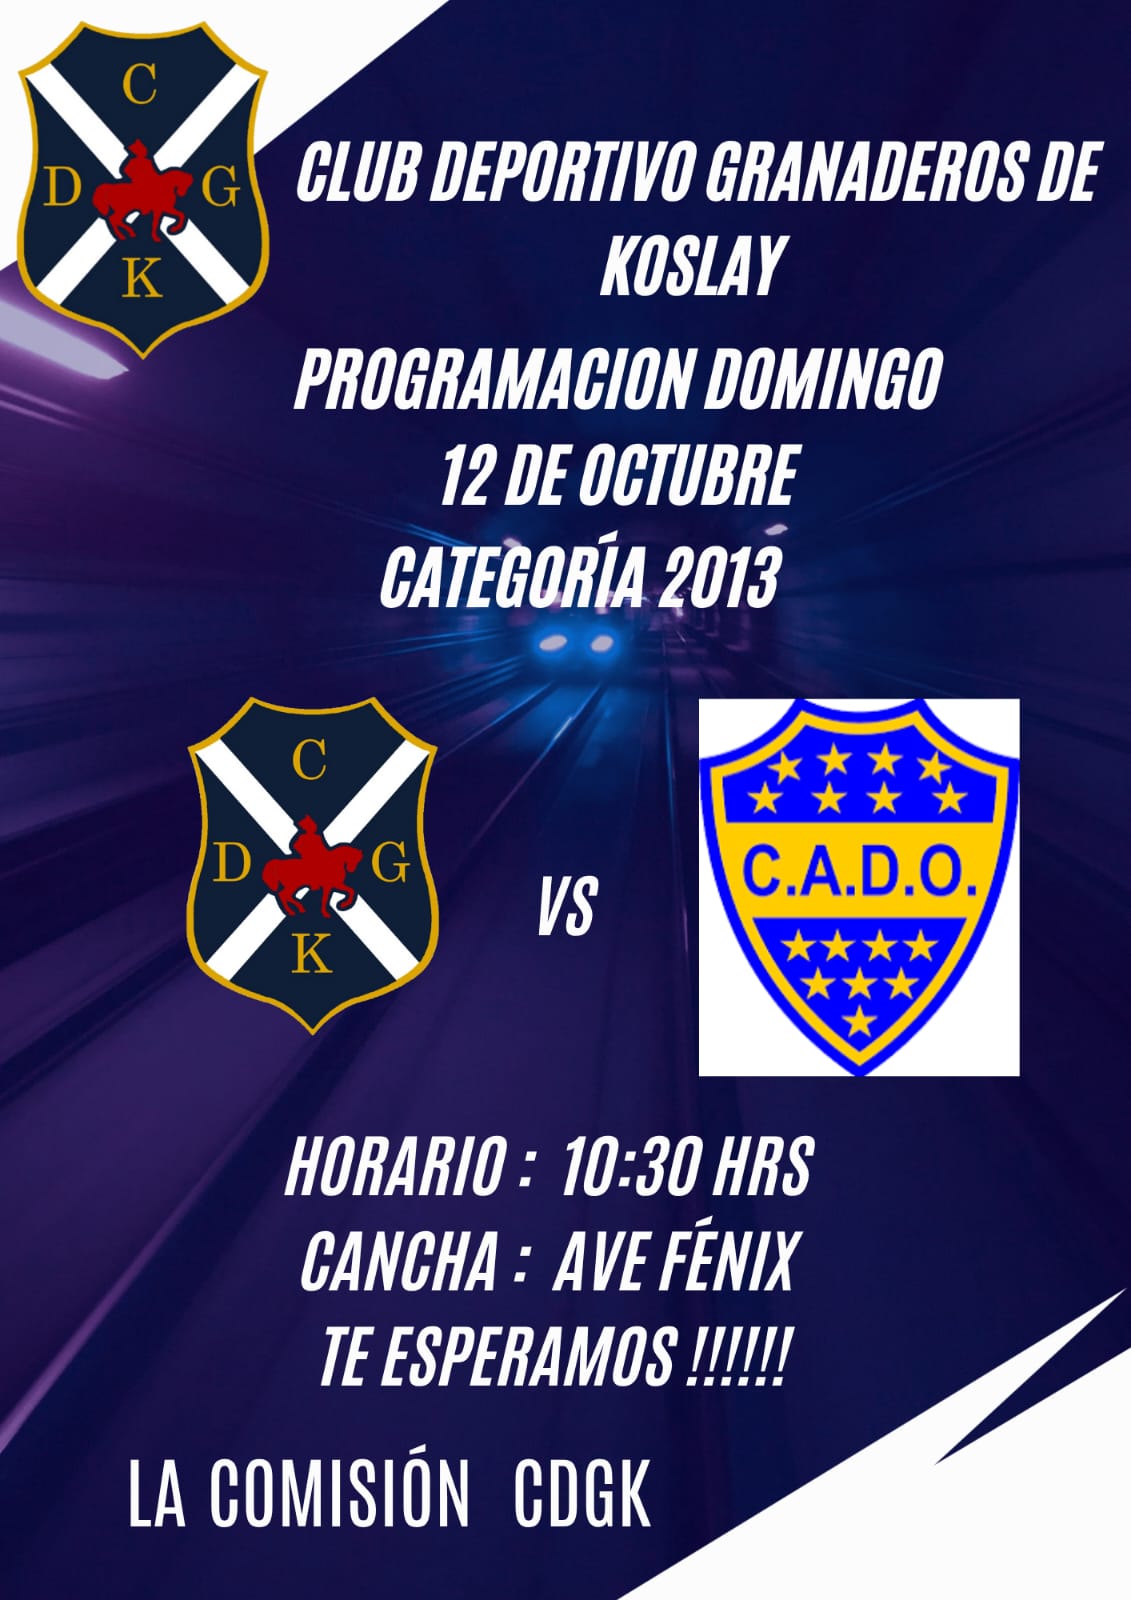 C
D G
K
CLUB DEPORTIVO GRANADEROS DE
KOSLAY
PROGRAMACION DOMINGO
12 DE OCTUBRE
CATEGORÍA 2013
C
D G
K
VS
C.A.D.O.
HORARIO : 10:30 HRS
CANCHA : AVE FÉNIX
TE ESPERAMOS !!!!!!
LA COMISIÓN CDGK